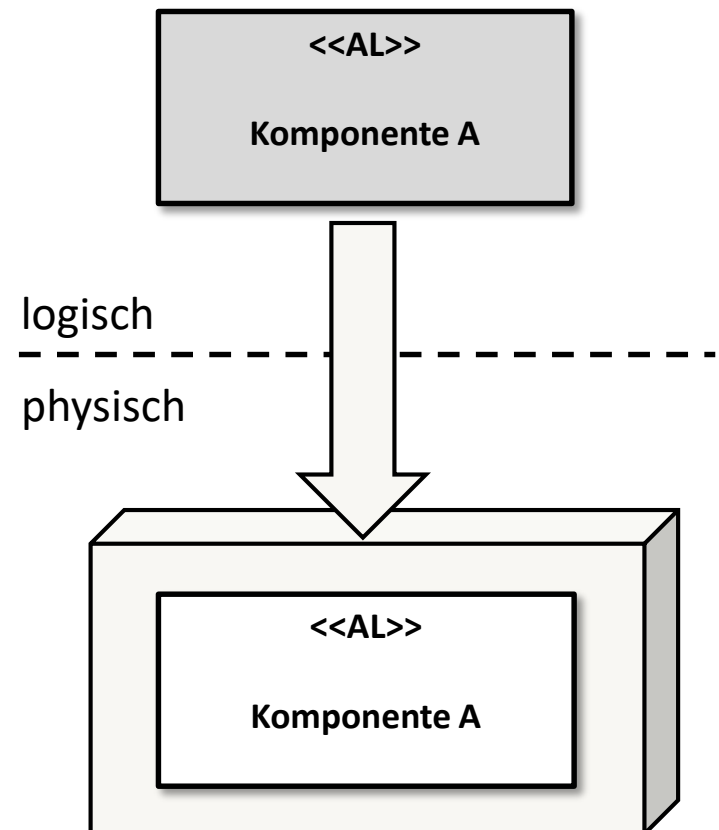 <<AL>>
Komponente A
logisch
physisch
<<AL>>
Komponente A